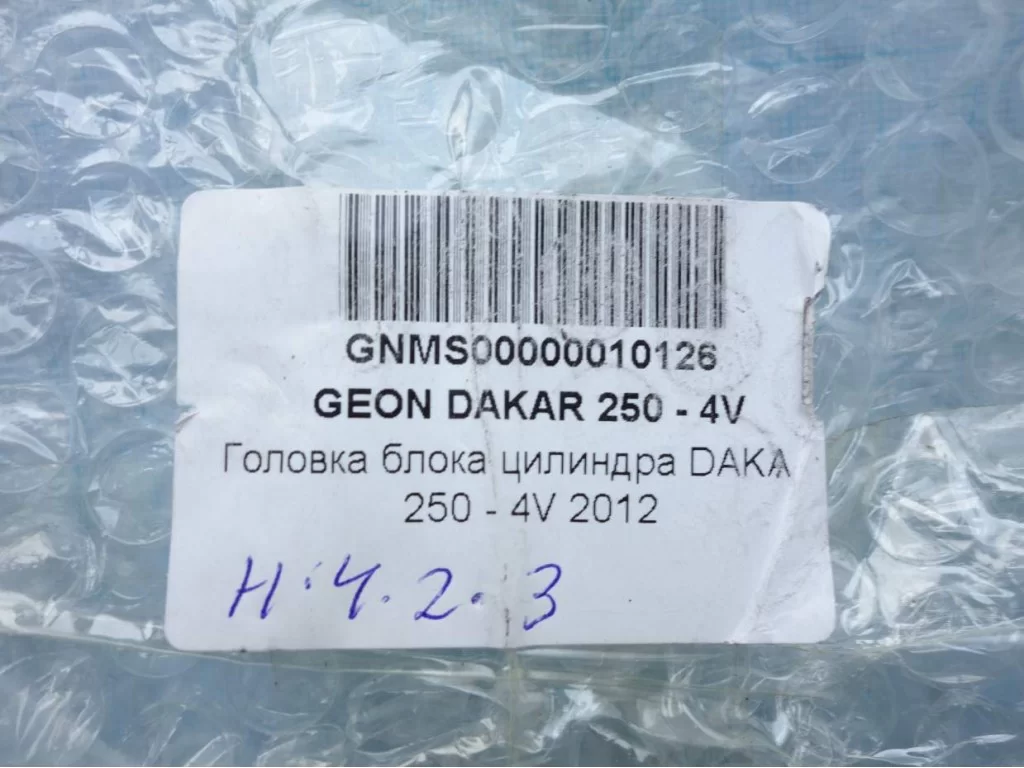 GNMS00000010126
GEON DAKAR 250 - 4V
Головка блока цилиндра DAKA
250 - 4V 2012
Н.4.2.3